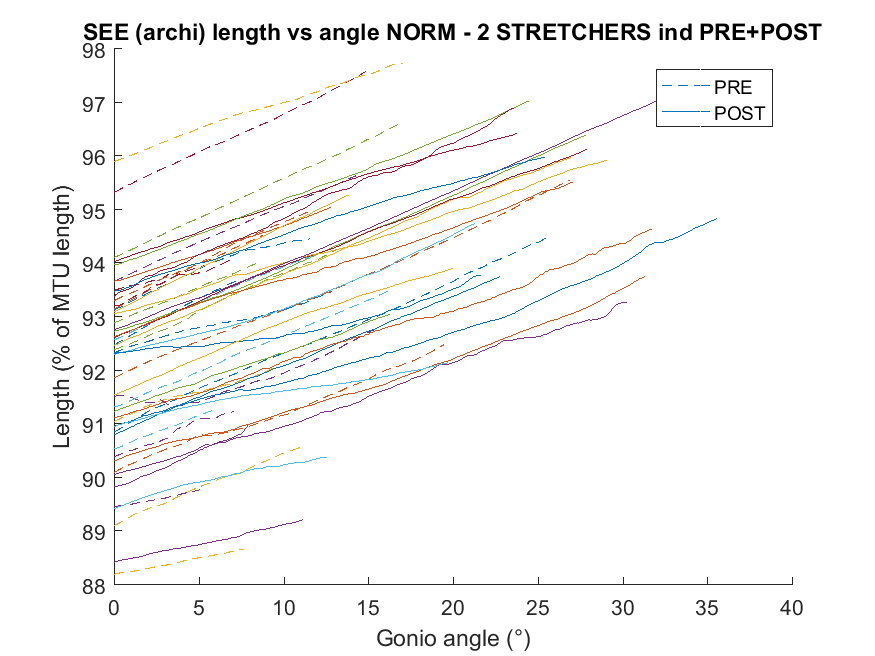 SEE (archi) length vs angle NORM - 2 STRETCHERS ind PRE+POST
98
97
96
95
94
93
92
91
90
89
88
Length (% of MTU length)
PRE
POST
0 5 10 15 20 25 30 35 40
Gonio angle (°)